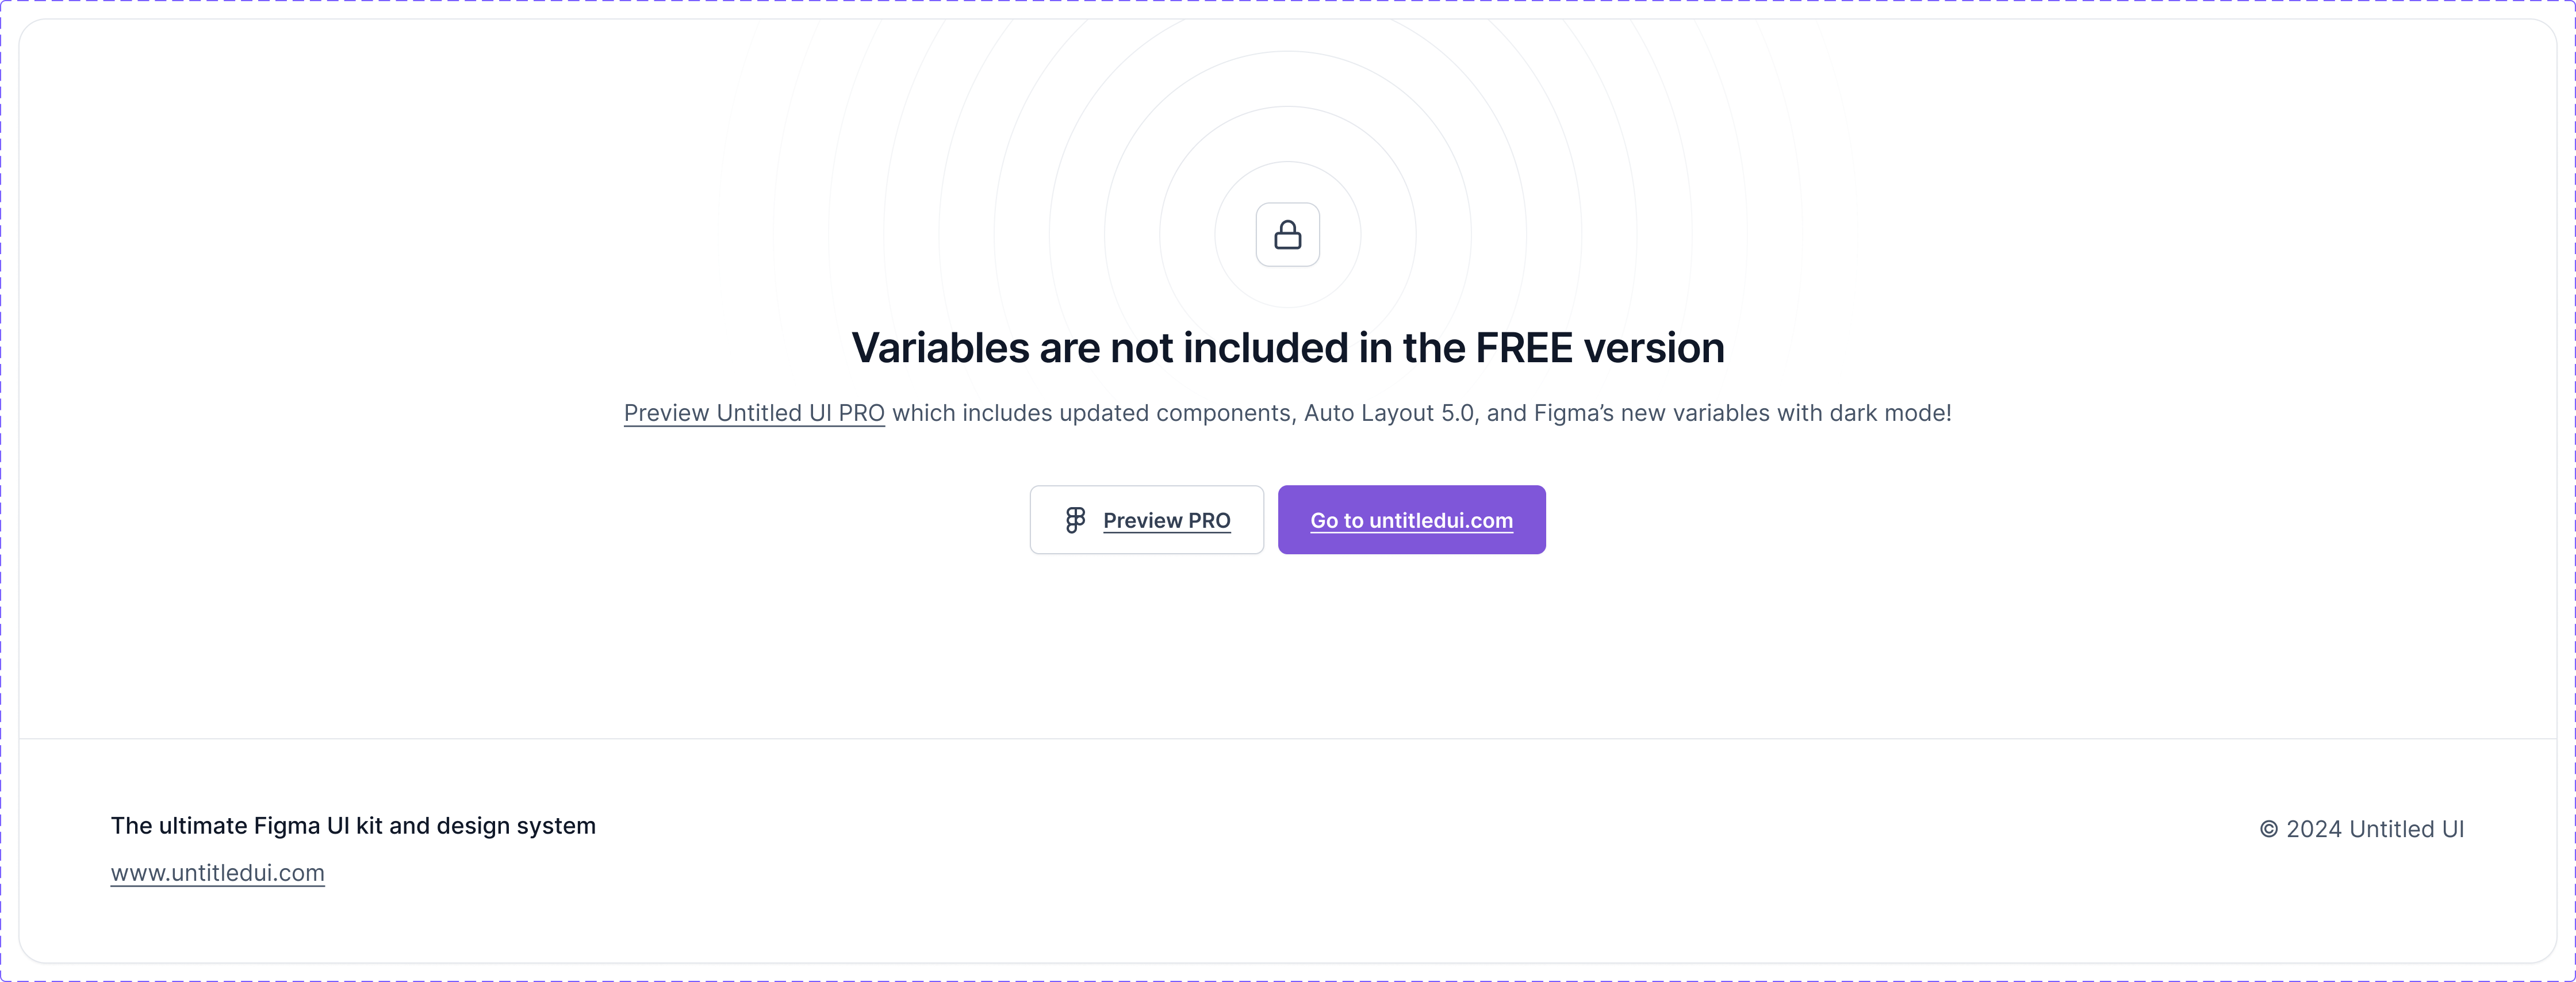 Variables are not included in the FREE version
Preview Untitled UI PRO which includes updated components, Auto Layout 5.0, and Figma’s new variables with dark mode!
Preview PRO
Go to untitledui.com
The ultimate Figma UI kit and design system
© 2024 Untitled UI
www.untitledui.com